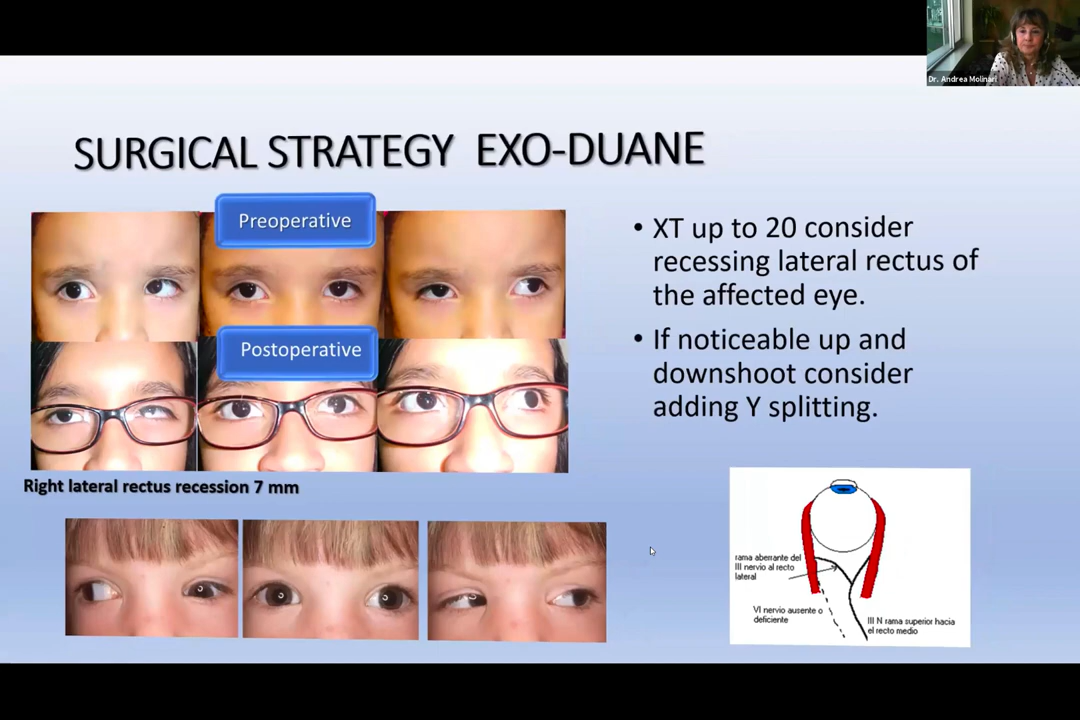 Dr. Andrea Molinari
SURGICAL STRATEGY EXO-DUANE
Preoperative
Postoperative
Right lateral rectus recession 7 mm
• XT up to 20 consider
recessing lateral rectus of
the affected eye.
• If noticeable up and
downshoot consider
adding Y splitting.
rama aberrante del
III nervio al recto
lateral
VI nervio ausente o
deficiente
III N rama superior hacia
el recto medio